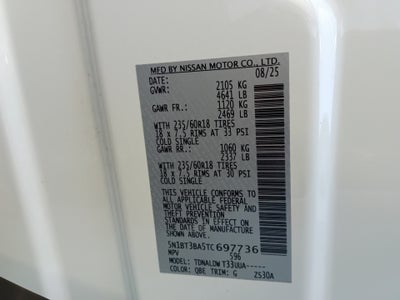 MFD BY NISSAN MOTOR CO., LTD.
DATE: 08/25
GVWR: 2105 KG
4641 LB
GAWR FR.: 1120 KG
2469 LB
WITH 235/60R18 TIRES
18 x 7.5 RIMS AT 33 PSI
COLD SINGLE
GAWR RR.: 1060 KG
2337 LB
WITH 235/60R18 TIRES
18 x 7.5 RIMS AT 30 PSI
COLD SINGLE
THIS VEHICLE CONFORMS TO
ALL APPLICABLE FEDERAL
MOTOR VEHICLE SAFETY AND
THEFT PREVENTION
STANDARDS IN EFFECT ON
THE DATE OF MANUFACTURE
SHOWN ABOVE.
5N1BT3BA5TC697736
MPV 596
MODEL: TDNALDW T33UUA-----
COLOR: QBE TRIM: G 2S30A